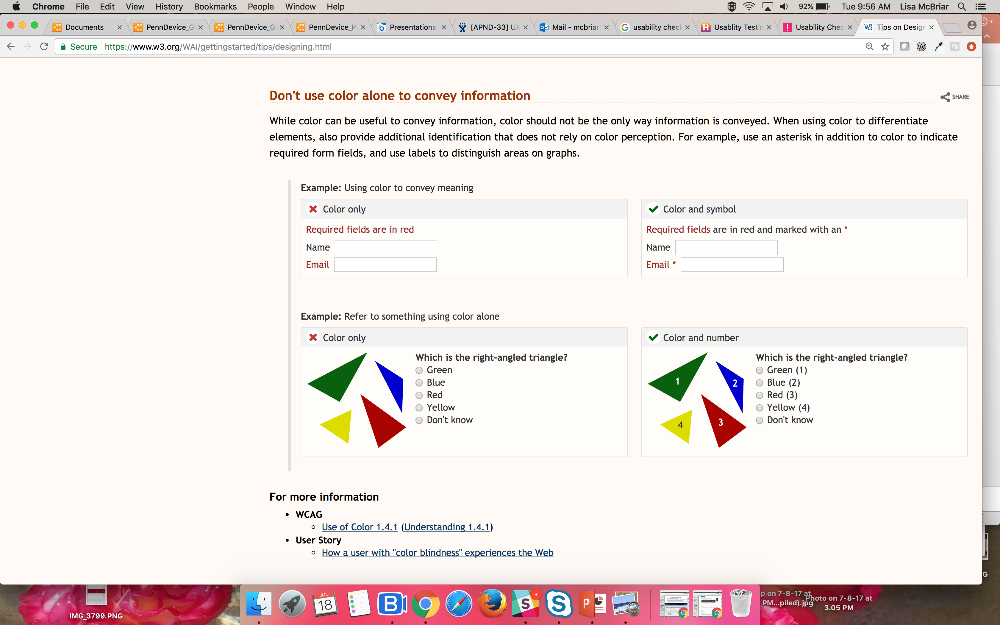 Chrome File Edit View History Bookmarks People Window Help 92% Tue 9:56 AM Lisa McBriar
Documents PennDevice_G PennDevice_G PennDevice_P Presentations [APND-33] UX Mail - mcbriar usability check Usablity Testin Usability Chec W3 Tips on Design
Secure https://www.w3.org/WAI/gettingstarted/tips/designing.html Pg
Don't use color alone to convey information
SHARE
While color can be useful to convey information, color should not be the only way information is conveyed. When using color to differentiate
elements, also provide additional identification that does not rely on color perception. For example, use an asterisk in addition to color to indicate
required form fields, and use labels to distinguish areas on graphs.
Example: Using color to convey meaning
Color only
Required fields are in red
Name
Email
Color and symbol
Required fields are in red and marked with an *
Name
Email *
Example: Refer to something using color alone
Color only
Which is the right-angled triangle?
Green
Blue
Red
Yellow
Don't know
Color and number
1
2
3
4
Which is the right-angled triangle?
Green (1)
Blue (2)
Red (3)
Yellow (4)
Don't know
For more information
• WCAG
Use of Color 1.4.1 (Understanding 1.4.1)
• User Story
How a user with "color blindness" experiences the Web
G
IMG_3799.PNG
JUL
18
B
S
S
P
p on 7-8-17 at
PM...piled).jpg
Photo on 7-8-17 at
3.05 PM